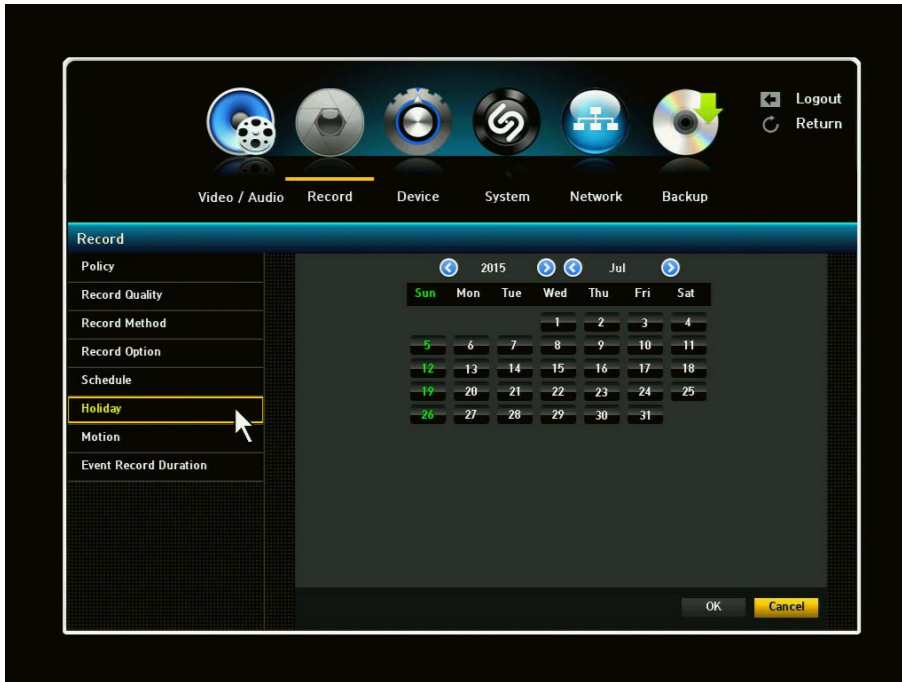 Logout
Return
Video / Audio Record Device System Network Backup
Record
Policy
Record Quality
Record Method
Record Option
Schedule
Holiday
Motion
Event Record Duration
2015 Jul
Sun Mon Tue Wed Thu Fri Sat
1 2 3 4
5 6 7 8 9 10 11
12 13 14 15 16 17 18
19 20 21 22 23 24 25
26 27 28 29 30 31
OK Cancel